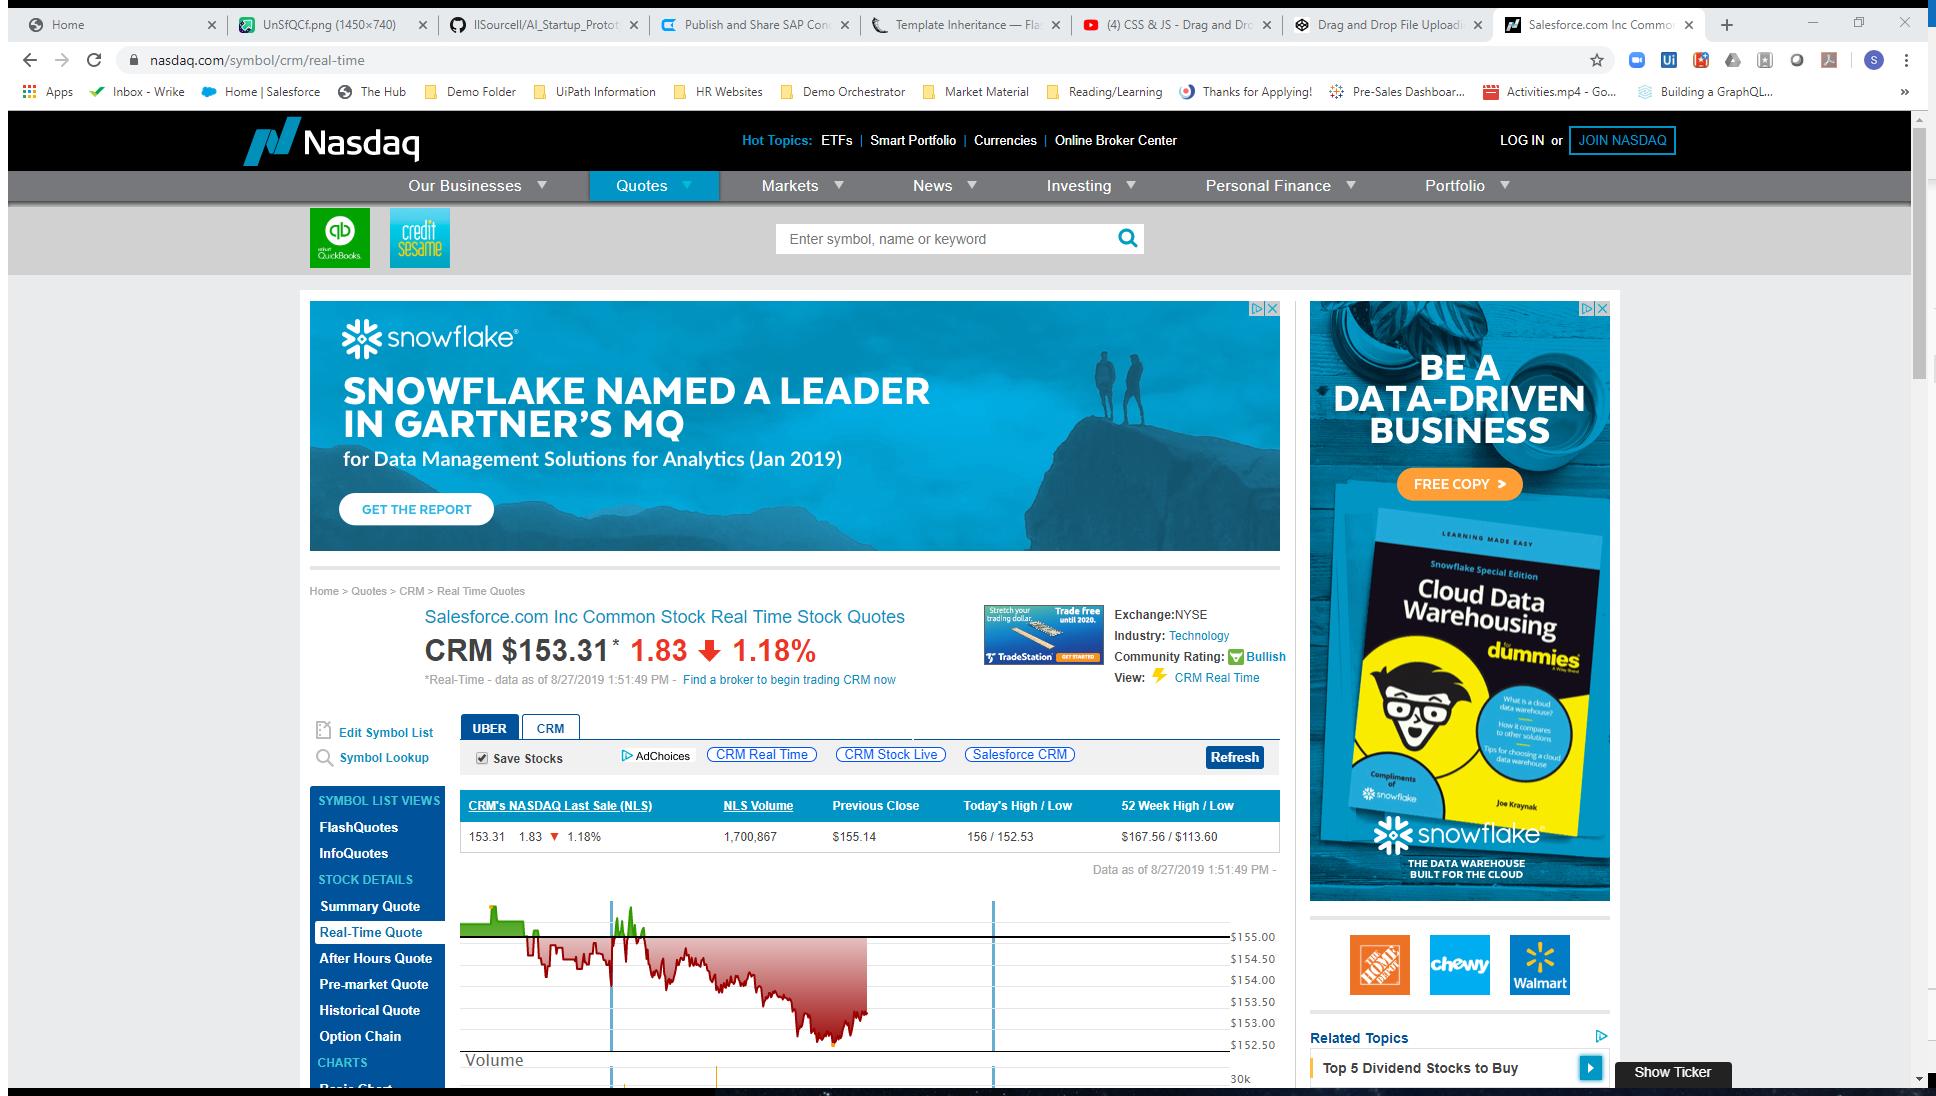 Home
UnSfQCf.png (1450×740)
llSourcell/AI_Startup_Protot
Publish and Share SAP Con
Template Inheritance — Fla
(4) CSS & JS - Drag and Dro
Drag and Drop File Uploadi
Salesforce.com Inc Commo
nasdaq.com/symbol/crm/real-time
S
Apps
Inbox - Wrike
Home | Salesforce
The Hub
Demo Folder
UiPath Information
HR Websites
Demo Orchestrator
Market Material
Reading/Learning
Thanks for Applying!
Pre-Sales Dashboar...
Activities.mp4 - Go...
Building a GraphQL...
»
Nasdaq
Hot Topics: ETFs | Smart Portfolio | Currencies | Online Broker Center
LOG IN or JOIN NASDAQ
Our Businesses
Quotes
Markets
News
Investing
Personal Finance
Portfolio
qb
intuit
QuickBooks.
credit
sesame
Enter symbol, name or keyword
snowflake®
SNOWFLAKE NAMED A LEADER
IN GARTNER'S MQ
for Data Management Solutions for Analytics (Jan 2019)
GET THE REPORT
BE A
DATA-DRIVEN
BUSINESS
FREE COPY >
LEARNING MADE EASY
Snowflake Special Edition
Cloud Data
Warehousing
for
dummies
A Wiley Brand
What is a cloud
data warehouse?
How it compares
to other solutions
Tips for choosing a cloud
data warehouse
Compliments
of
snowflake
Joe Kraynak
snowflake
THE DATA WAREHOUSE
BUILT FOR THE CLOUD
Home > Quotes > CRM > Real Time Quotes
Salesforce.com Inc Common Stock Real Time Stock Quotes
CRM $153.31* 1.83 1.18%
*Real-Time - data as of 8/27/2019 1:51:49 PM - Find a broker to begin trading CRM now
Stretch your
trading dollar.
Trade free
until 2020.
TradeStation
GET STARTED
Exchange:NYSE
Industry: Technology
Community Rating: Bullish
View: CRM Real Time
Edit Symbol List
Symbol Lookup
UBER
CRM
Save Stocks
AdChoices
CRM Real Time
CRM Stock Live
Salesforce CRM
Refresh
CRM's NASDAQ Last Sale (NLS)
NLS Volume
Previous Close
Today's High / Low
52 Week High / Low
153.31 1.83 ▼ 1.18%
1,700,867
$155.14
156 / 152.53
$167.56 / $113.60
Data as of 8/27/2019 1:51:49 PM -
SYMBOL LIST VIEWS
FlashQuotes
InfoQuotes
STOCK DETAILS
Summary Quote
Real-Time Quote
After Hours Quote
Pre-market Quote
Historical Quote
Option Chain
CHARTS
Basic Chart
$155.00
$154.50
$154.00
$153.50
$153.00
$152.50
Volume
30k
THE HOME DEPOT
chewy
Walmart
Related Topics
Top 5 Dividend Stocks to Buy
Show Ticker